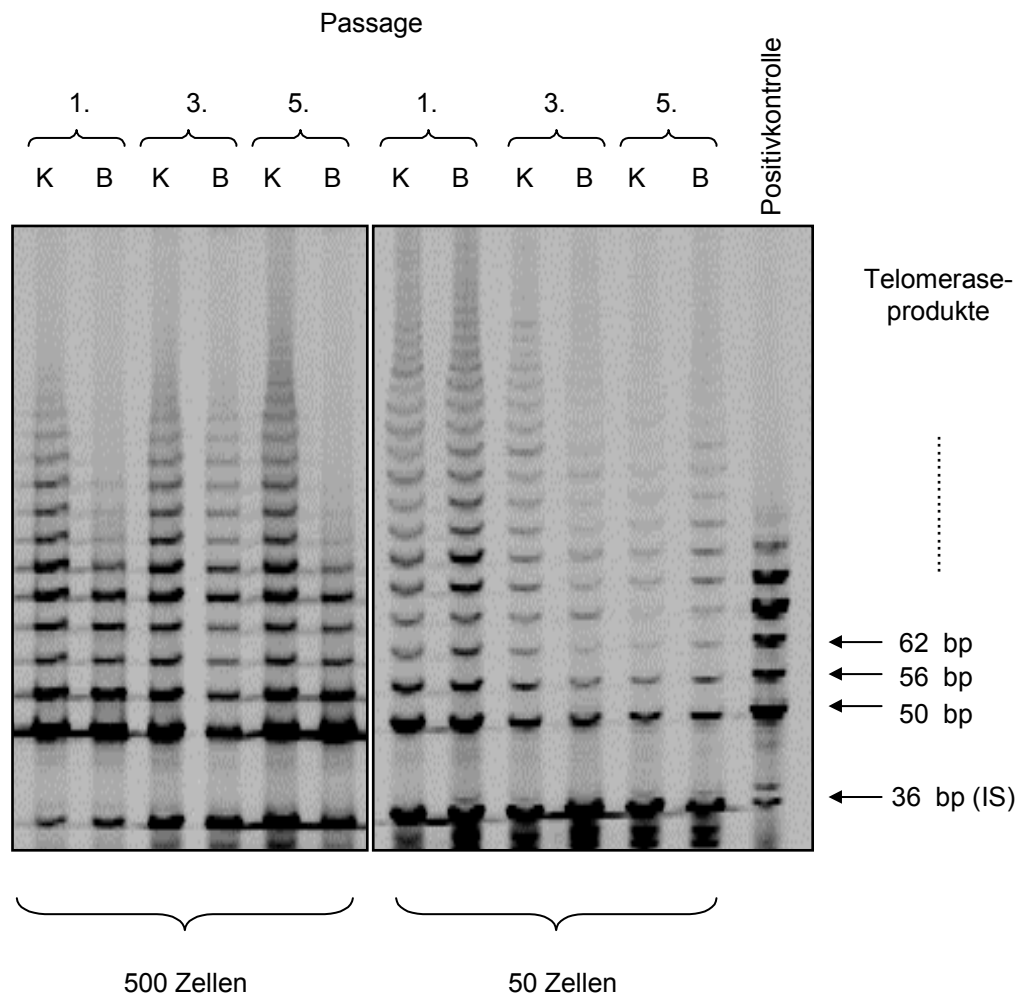 Passage
Positivkontrolle
1. 3. 5. 1. 3. 5.
K B K B K B K B K B K B
Telomerase-
produkte
62 bp
56 bp
50 bp
36 bp (IS)
500 Zellen 50 Zellen